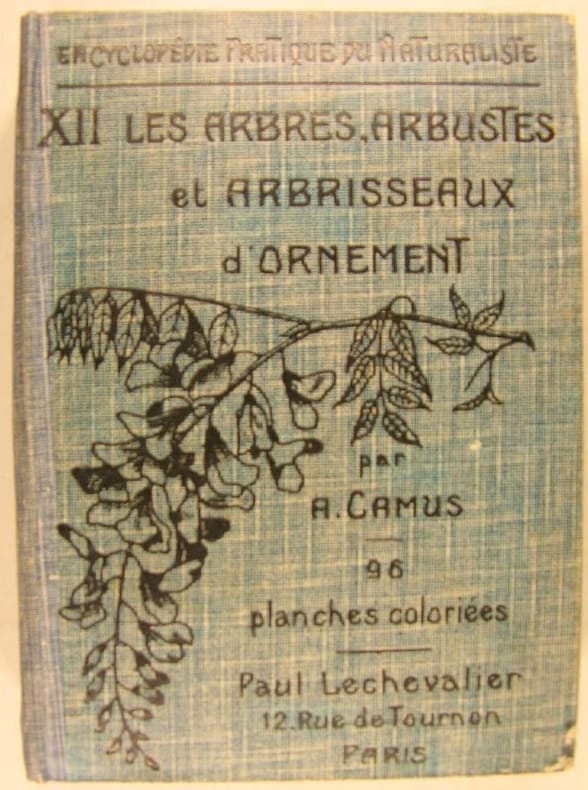 ENCYCLOPÉDIE PRATIQUE DU NATURALISTE
XII LES ARBRES, ARBUSTES
et ARBRISSEAUX
d'ORNEMENT
par
A. CAMUS
96
planches coloriées
Paul Lechevalier
12. Rue de Tournon
PARIS